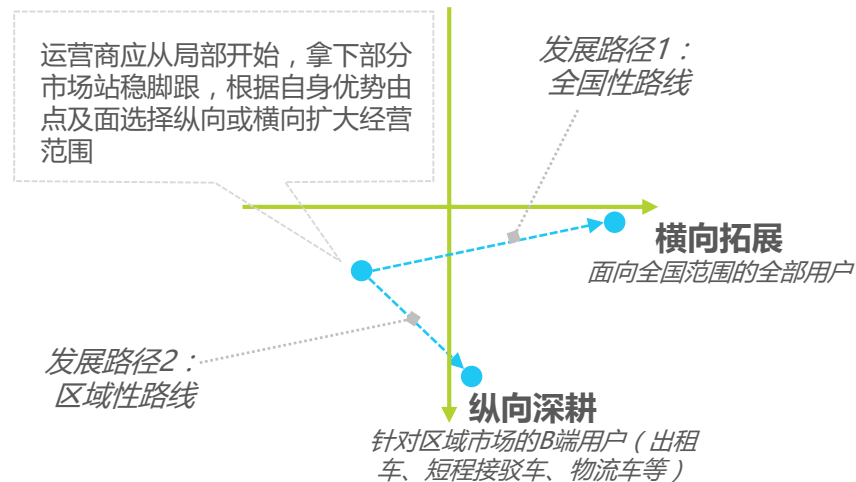 运营商应从局部开始，拿下部分
市场站稳脚跟，根据自身优势由
点及面选择纵向或横向扩大经营
范围
发展路径1：
全国性路线
横向拓展
面向全国范围的全部用户
发展路径2：
区域性路线
纵向深耕
针对区域市场的B端用户（出租
车、短程接驳车、物流车等）